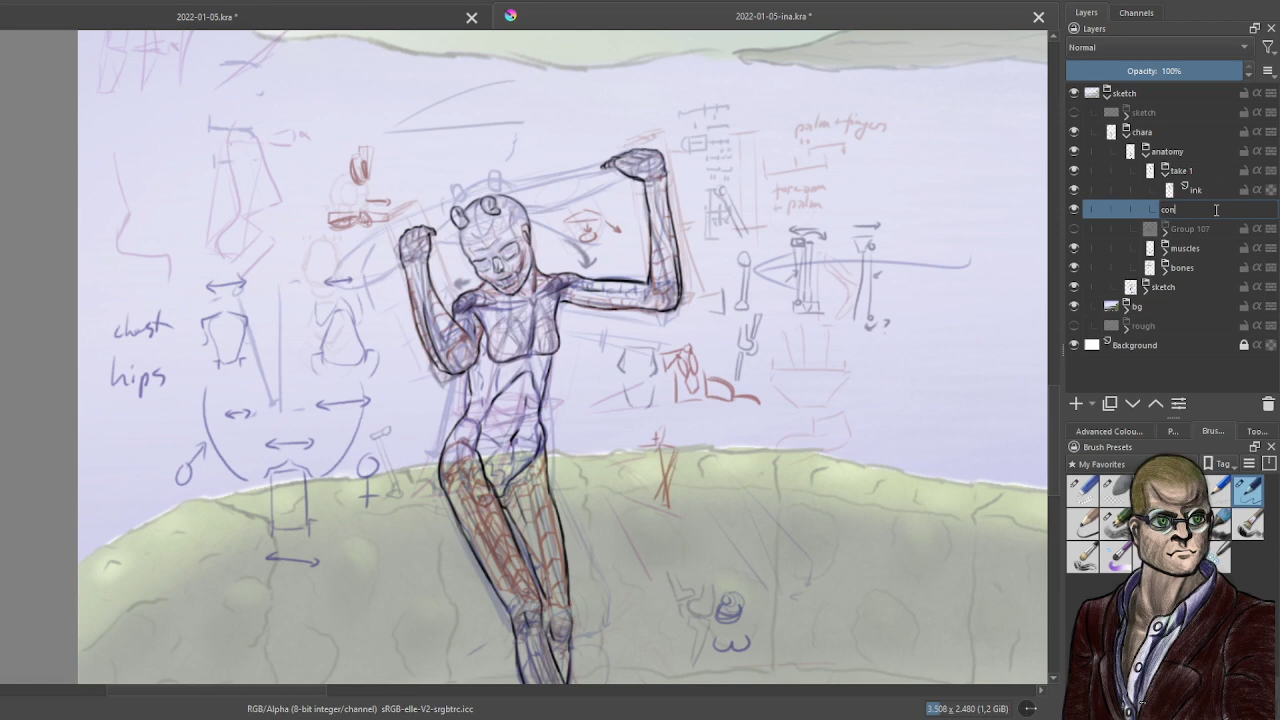 2022-01-05.kra *
2022-01-05-ina.kra *
Layers
Channels
Layers
Normal
Opacity: 100%
sketch
sketch
chara
anatomy
take 1
ink
con
Group 107
muscles
bones
sketch
bg
rough
Background
Advanced Colou...
P...
Brus...
Too...
Brush Presets
★ My Favorites
Tag
palm + fingers
forearm
+ palm
chest
hips
RGB/Alpha (8-bit integer/channel) sRGB-elle-V2-srgbtrc.icc
3.508 x 2.480 (1,2 GiB)